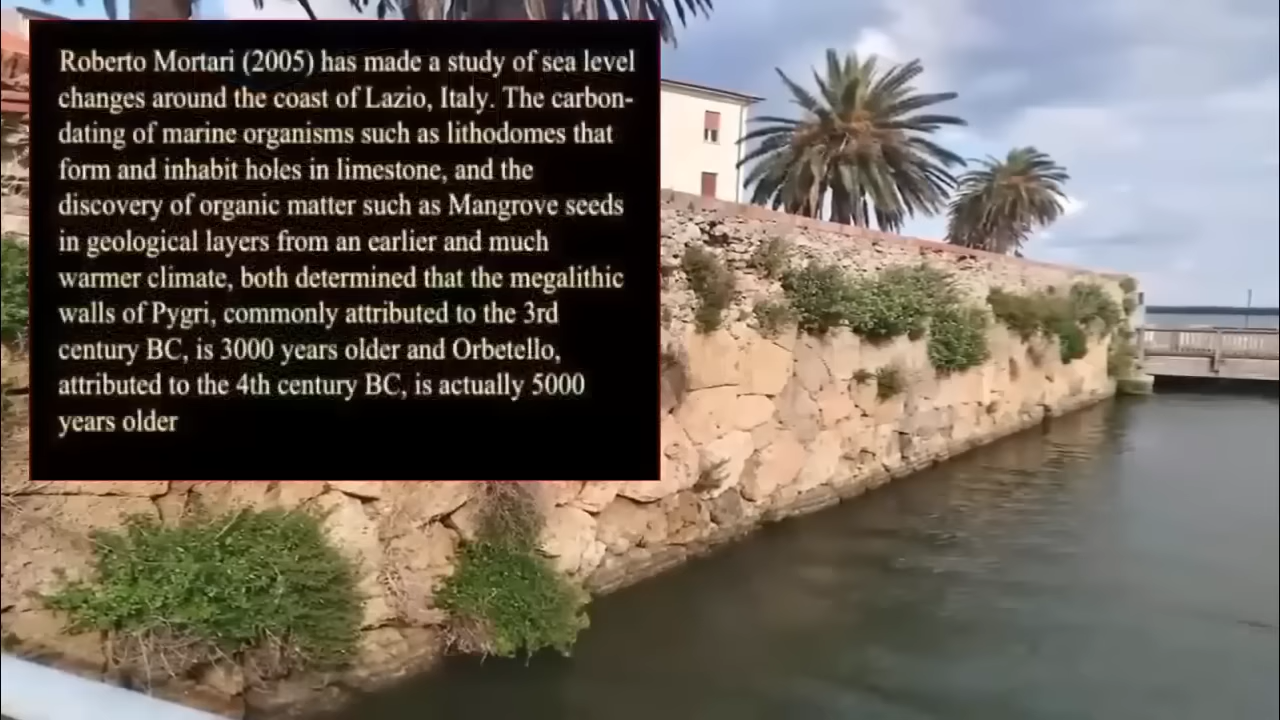 Roberto Mortari (2005) has made a study of sea level
changes around the coast of Lazio, Italy. The carbon-
dating of marine organisms such as lithodomes that
form and inhabit holes in limestone, and the
discovery of organic matter such as Mangrove seeds
in geological layers from an earlier and much
warmer climate, both determined that the megalithic
walls of Pygri, commonly attributed to the 3rd
century BC, is 3000 years older and Orbetello,
attributed to the 4th century BC, is actually 5000
years older